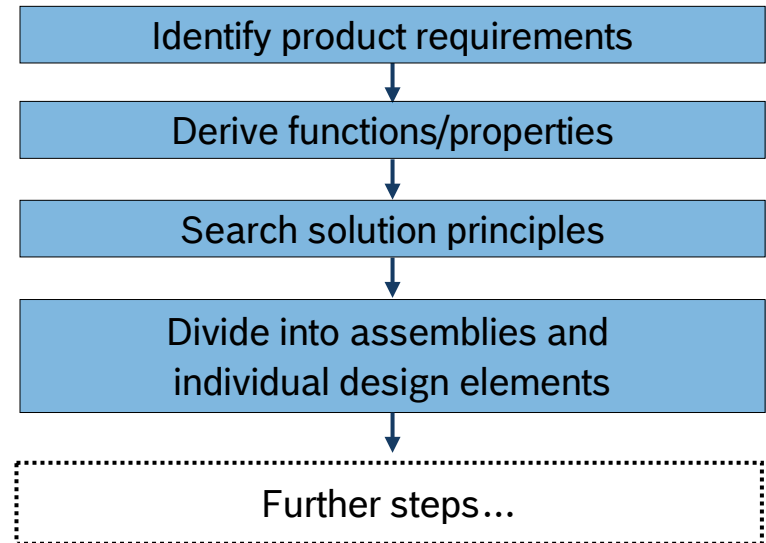 Identify product requirements
Derive functions/properties
Search solution principles
Divide into assemblies and
individual design elements
Further steps...